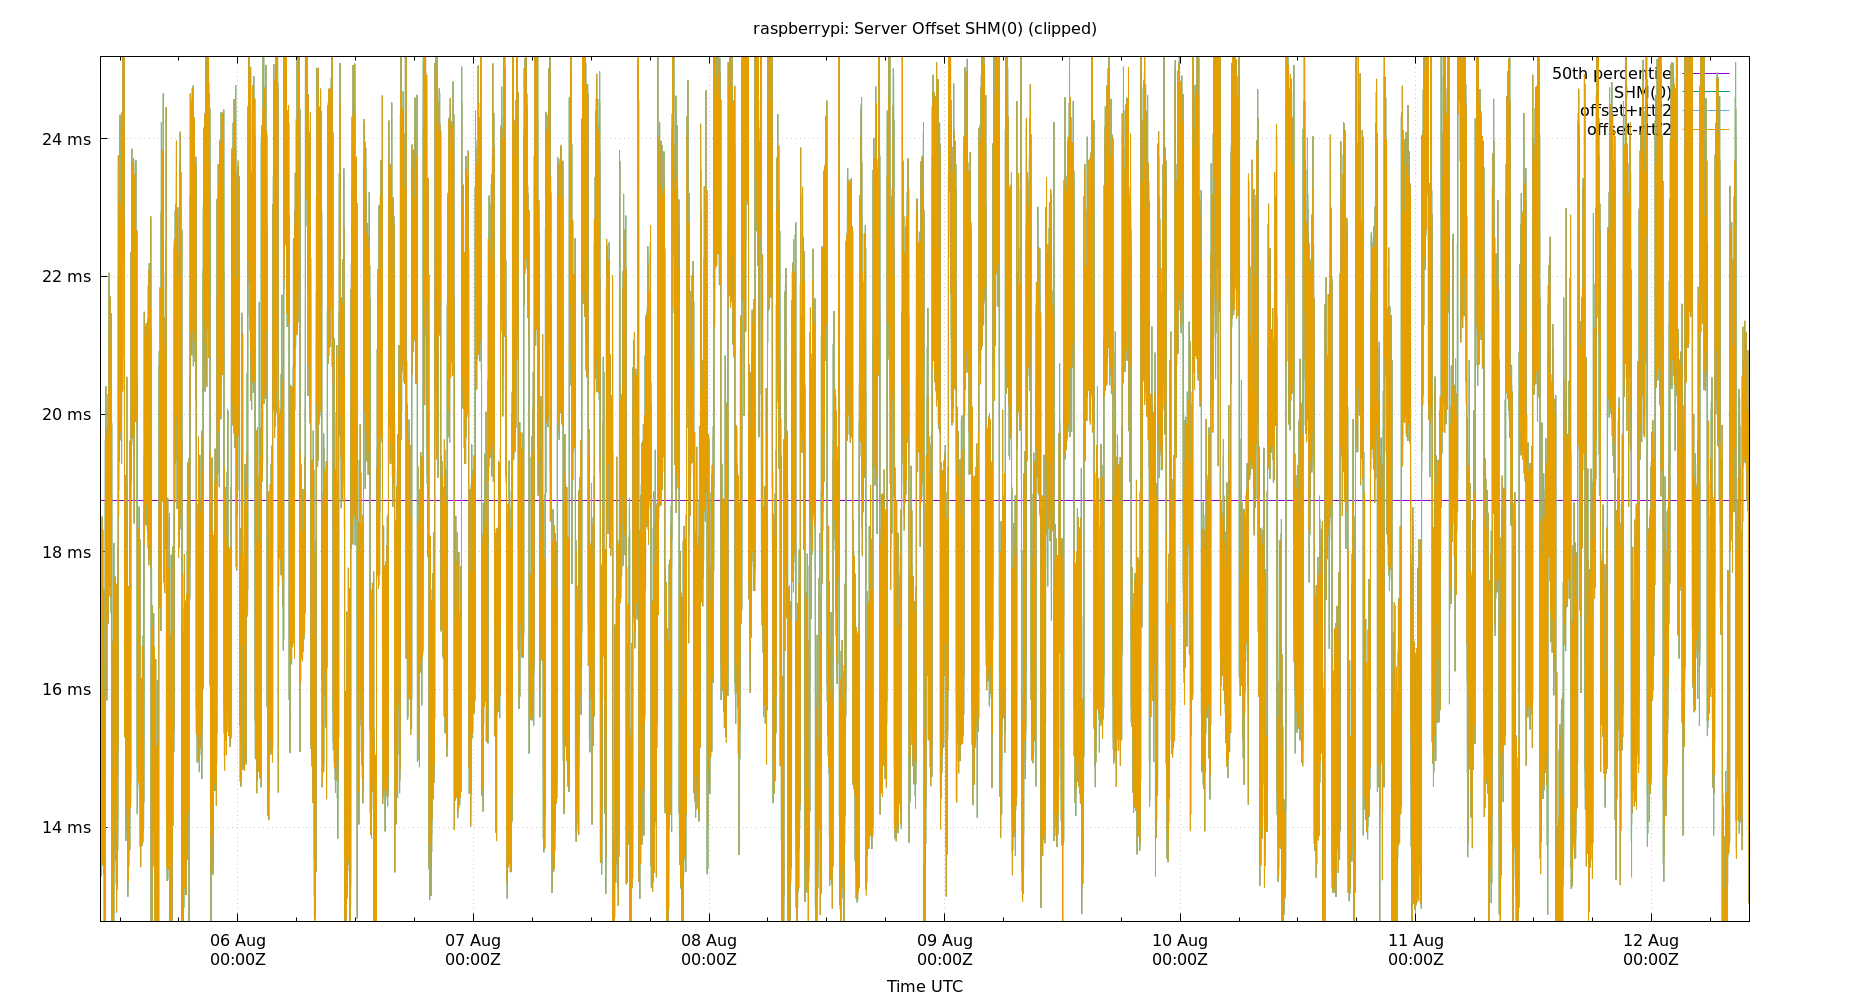 raspberrypi: Server Offset SHM(0) (clipped)
50th percentile
SHM(0)
offset+rtt/2
offset-rtt/2
24 ms
22 ms
20 ms
18 ms
16 ms
14 ms
06 Aug
00:00Z
07 Aug
00:00Z
08 Aug
00:00Z
09 Aug
00:00Z
10 Aug
00:00Z
11 Aug
00:00Z
12 Aug
00:00Z
Time UTC